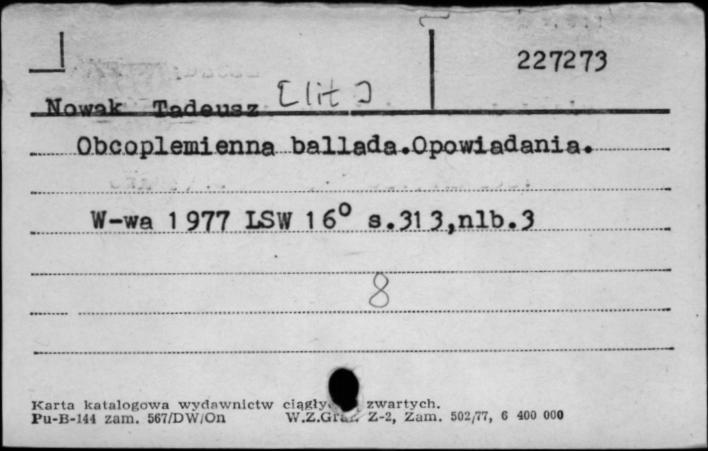 227273
Nowak Tadeusz [lit]
Obcoplemienna ballada.Opowiadania.
W-wa 1977 LSW 16° s.313,nlb.3
8
Karta katalogowa wydawnictw zwartych.
Pu-B-144 zam. 567/DW/On W.Z.Graf. Z-2, Zam. 502/77, 6 400 000